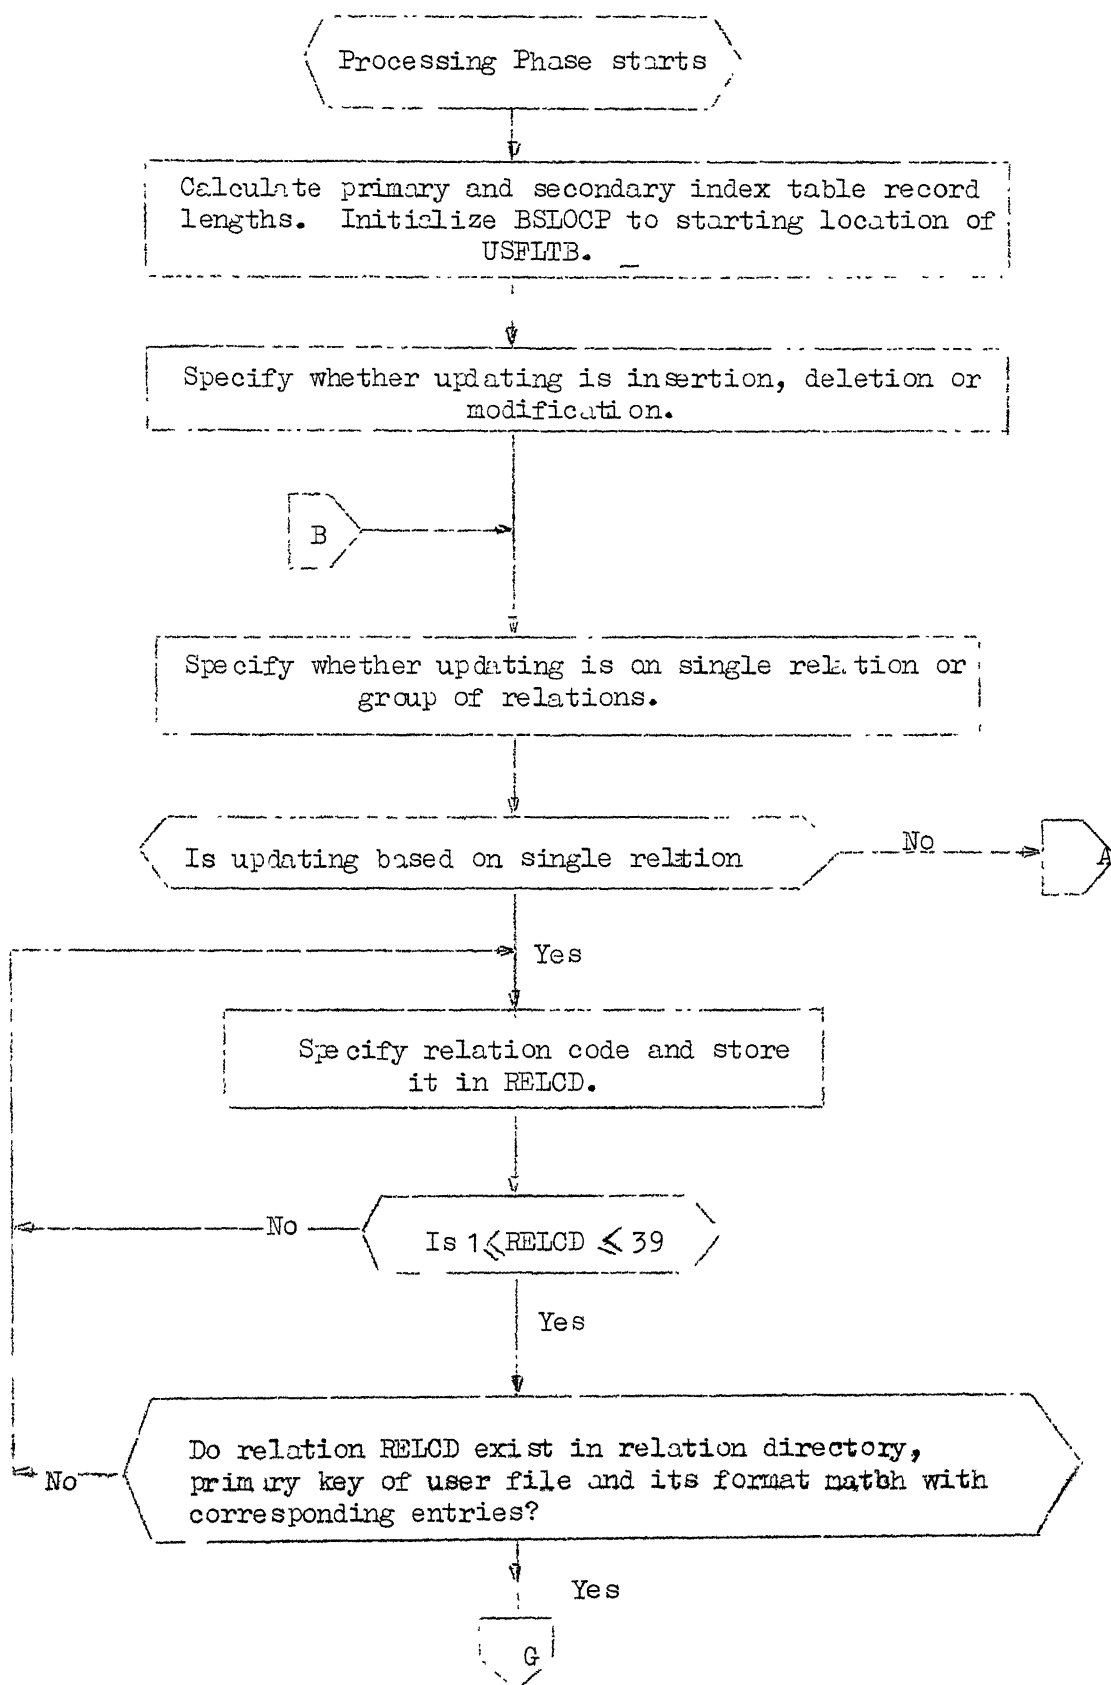 Processing Phase starts
Calculate primary and secondary index table record
lengths. Initialize BSLOCP to starting location of
USFLTB. _
Specify whether updating is insertion, deletion or
modification.
B
Specify whether updating is on single relation or
group of relations.
Is updating based on single relation
No
A
Yes
Specify relation code and store
it in RELCD.
No
Is 1 ≤ RELCD ≤ 39
Yes
Do relation RELCD exist in relation directory,
primary key of user file and its format match with
corresponding entries?
No
Yes
G